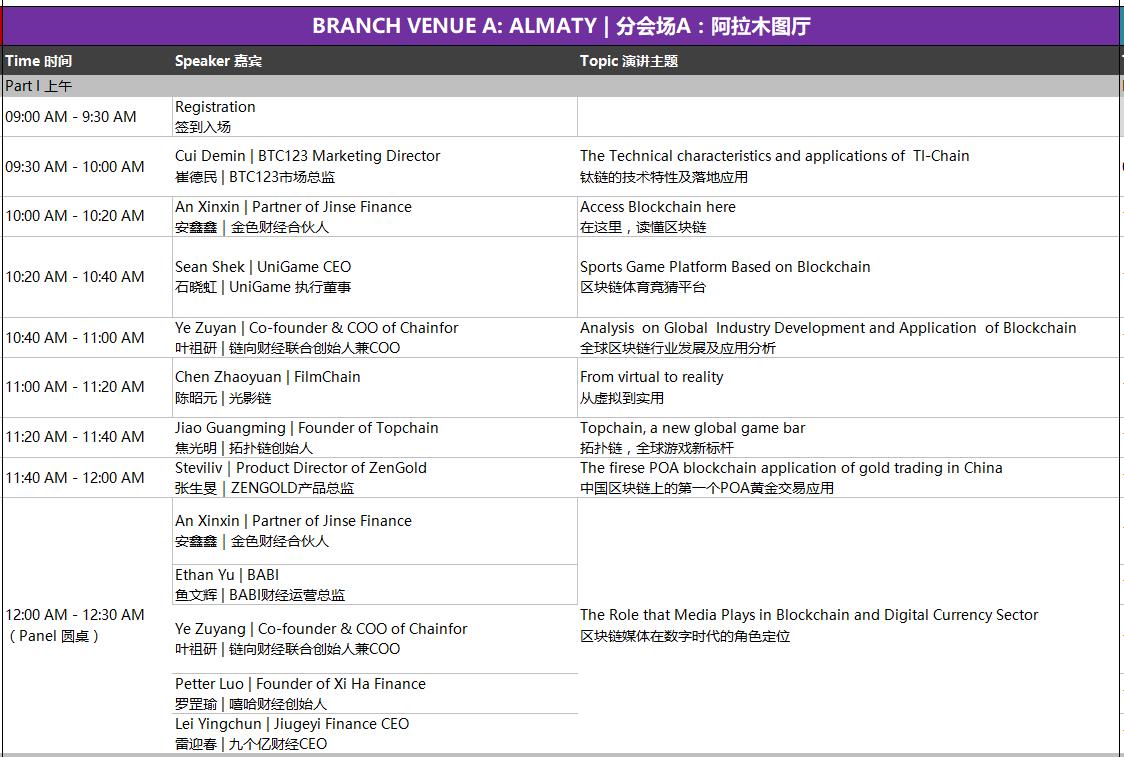 BRANCH VENUE A: ALMATY | 分会场A：阿拉木图厅
Time 时间 Speaker 嘉宾 Topic 演讲主题
Part I 上午
09:00 AM - 9:30 AM
Registration
签到入场
09:30 AM - 10:00 AM
Cui Demin | BTC123 Marketing Director
崔德民 | BTC123市场总监
The Technical characteristics and applications of  TI-Chain
钛链的技术特性及落地应用
10:00 AM - 10:20 AM
An Xinxin | Partner of Jinse Finance
安鑫鑫 | 金色财经合伙人
Access Blockchain here
在这里，读懂区块链
10:20 AM - 10:40 AM
Sean Shek | UniGame CEO
石晓虹 | UniGame 执行董事
Sports Game Platform Based on Blockchain
区块链体育竞猜平台
10:40 AM - 11:00 AM
Ye Zuyan | Co-founder & COO of Chainfor
叶祖研 | 链向财经联合创始人兼COO
Analysis  on Global  Industry Development and Application  of Blockchain
全球区块链行业发展及应用分析
11:00 AM - 11:20 AM
Chen Zhaoyuan | FilmChain
陈昭元 | 光影链
From virtual to reality
从虚拟到实用
11:20 AM - 11:40 AM
Jiao Guangming | Founder of Topchain
焦光明 | 拓扑链创始人
Topchain, a new global game bar
拓扑链，全球游戏新标杆
11:40 AM - 12:00 AM
Steviliv | Product Director of ZenGold
张生旻 | ZENGOLD产品总监
The firese POA blockchain application of gold trading in China
中国区块链上的第一个POA黄金交易应用
12:00 AM - 12:30 AM
（Panel 圆桌）
An Xinxin | Partner of Jinse Finance
安鑫鑫 | 金色财经合伙人
Ethan Yu | BABI
鱼文辉 | BABI财经运营总监
Ye Zuyang | Co-founder & COO of Chainfor
叶祖研 | 链向财经联合创始人兼COO
Petter Luo | Founder of Xi Ha Finance
罗罡瑜 | 嘻哈财经创始人
Lei Yingchun | Jiugeyi Finance CEO
雷迎春 | 九个亿财经CEO
The Role that Media Plays in Blockchain and Digital Currency Sector
区块链媒体在数字时代的角色定位